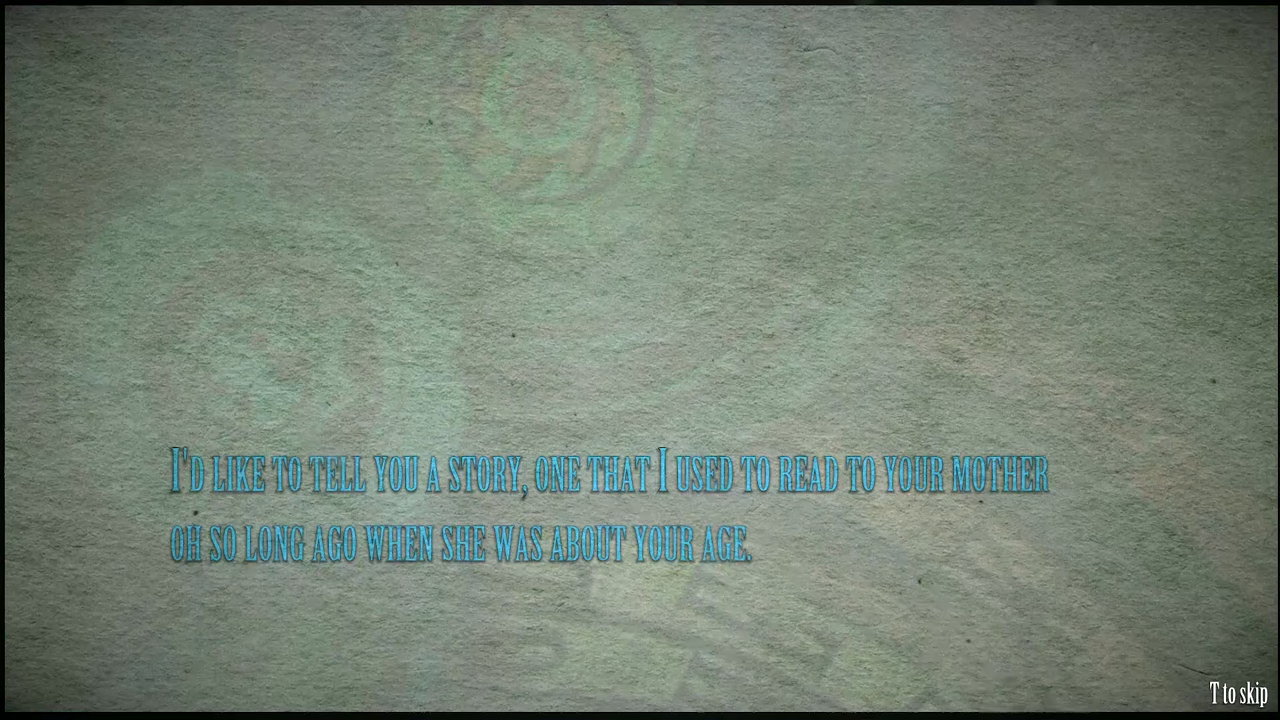 I'd like to tell you a story, one that I used to read to your mother
oh so long ago when she was about your age.
T to skip